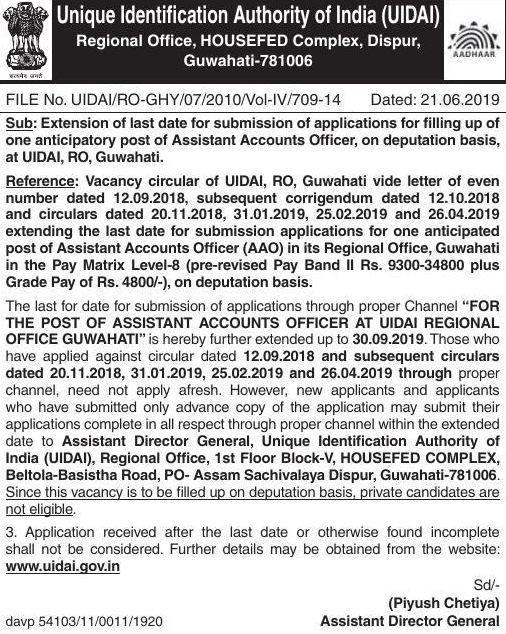 Unique Identification Authority of India (UIDAI)
Regional Office, HOUSEFED Complex, Dispur,
Guwahati-781006
सत्यमेव जयते
AADHAAR
FILE No. UIDAI/RO-GHY/07/2010/Vol-IV/709-14 Dated: 21.06.2019
Sub: Extension of last date for submission of applications for filling up of
one anticipatory post of Assistant Accounts Officer, on deputation basis,
at UIDAI, RO, Guwahati.
Reference: Vacancy circular of UIDAI, RO, Guwahati vide letter of even
number dated 12.09.2018, subsequent corrigendum dated 12.10.2018
and circulars dated 20.11.2018, 31.01.2019, 25.02.2019 and 26.04.2019
extending the last date for submission applications for one anticipated
post of Assistant Accounts Officer (AAO) in its Regional Office, Guwahati
in the Pay Matrix Level-8 (pre-revised Pay Band II Rs. 9300-34800 plus
Grade Pay of Rs. 4800/-), on deputation basis.
The last for date for submission of applications through proper Channel “FOR
THE POST OF ASSISTANT ACCOUNTS OFFICER AT UIDAI REGIONAL
OFFICE GUWAHATI” is hereby further extended up to 30.09.2019. Those who
have applied against circular dated 12.09.2018 and subsequent circulars
dated 20.11.2018, 31.01.2019, 25.02.2019 and 26.04.2019 through proper
channel, need not apply afresh. However, new applicants and applicants
who have submitted only advance copy of the application may submit their
applications complete in all respect through proper channel within the extended
date to Assistant Director General, Unique Identification Authority of
India (UIDAI), Regional Office, 1st Floor Block-V, HOUSEFED COMPLEX,
Beltola-Basistha Road, PO- Assam Sachivalaya Dispur, Guwahati-781006.
Since this vacancy is to be filled up on deputation basis, private candidates are
not eligible.
3. Application received after the last date or otherwise found incomplete
shall not be considered. Further details may be obtained from the website:
www.uidai.gov.in
Sd/-
(Piyush Chetiya)
davp 54103/11/0011/1920 Assistant Director General